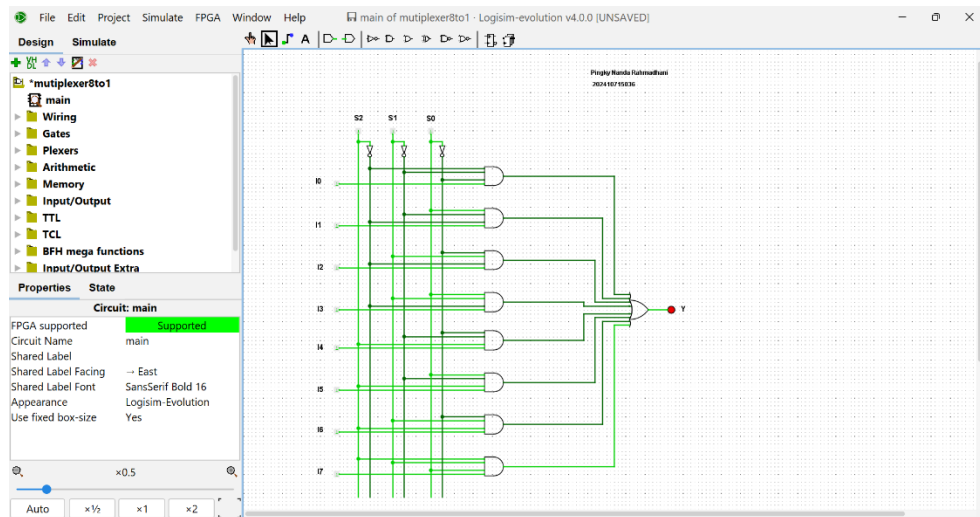 File Edit Project Simulate FPGA Window Help
main of mutiplexer8to1 · Logisim-evolution v4.0.0 [UNSAVED]
Design Simulate
A
VH
DL
*mutiplexer8to1
main
Wiring
Gates
Plexers
Arithmetic
Memory
Input/Output
TTL
TCL
BFH mega functions
Input/Output Extra
Properties State
Circuit: main
FPGA supported Supported
Circuit Name main
Shared Label
Shared Label Facing → East
Shared Label Font SansSerif Bold 16
Appearance Logisim-Evolution
Use fixed box-size Yes
×0.5
Auto ×½ ×1 ×2
Pingky Nanda Rahmadhani
202410715036
S2 S1 S0
I0
I1
I2
I3
Y
I4
I5
I6
I7